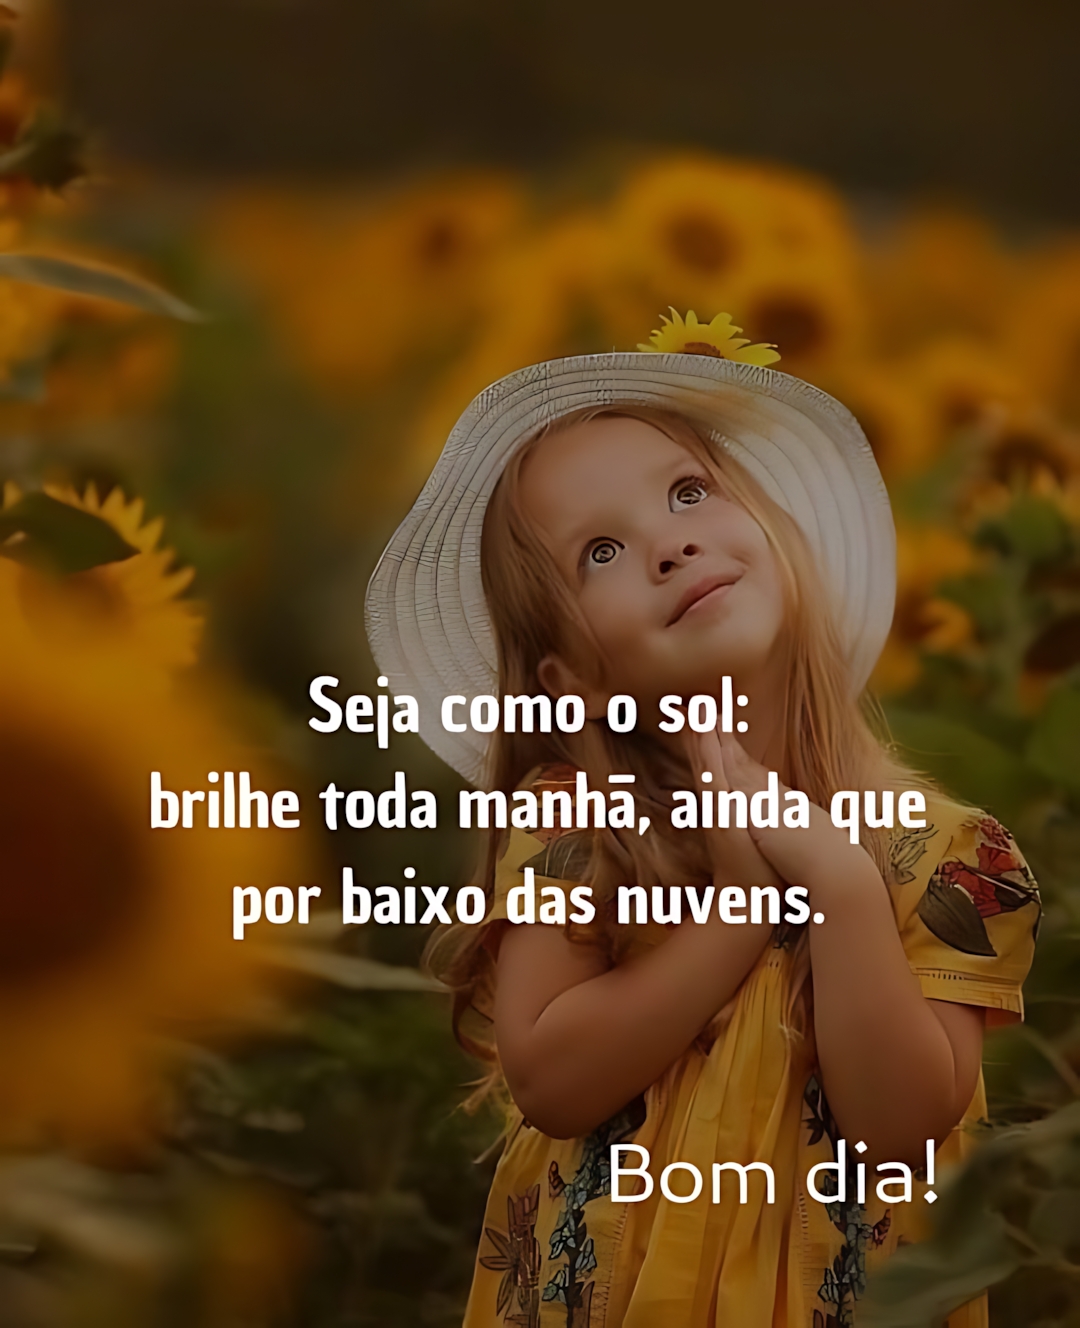 Seja como o sol:
brilhe toda manhã, ainda que
por baixo das nuvens.
Bom dia!